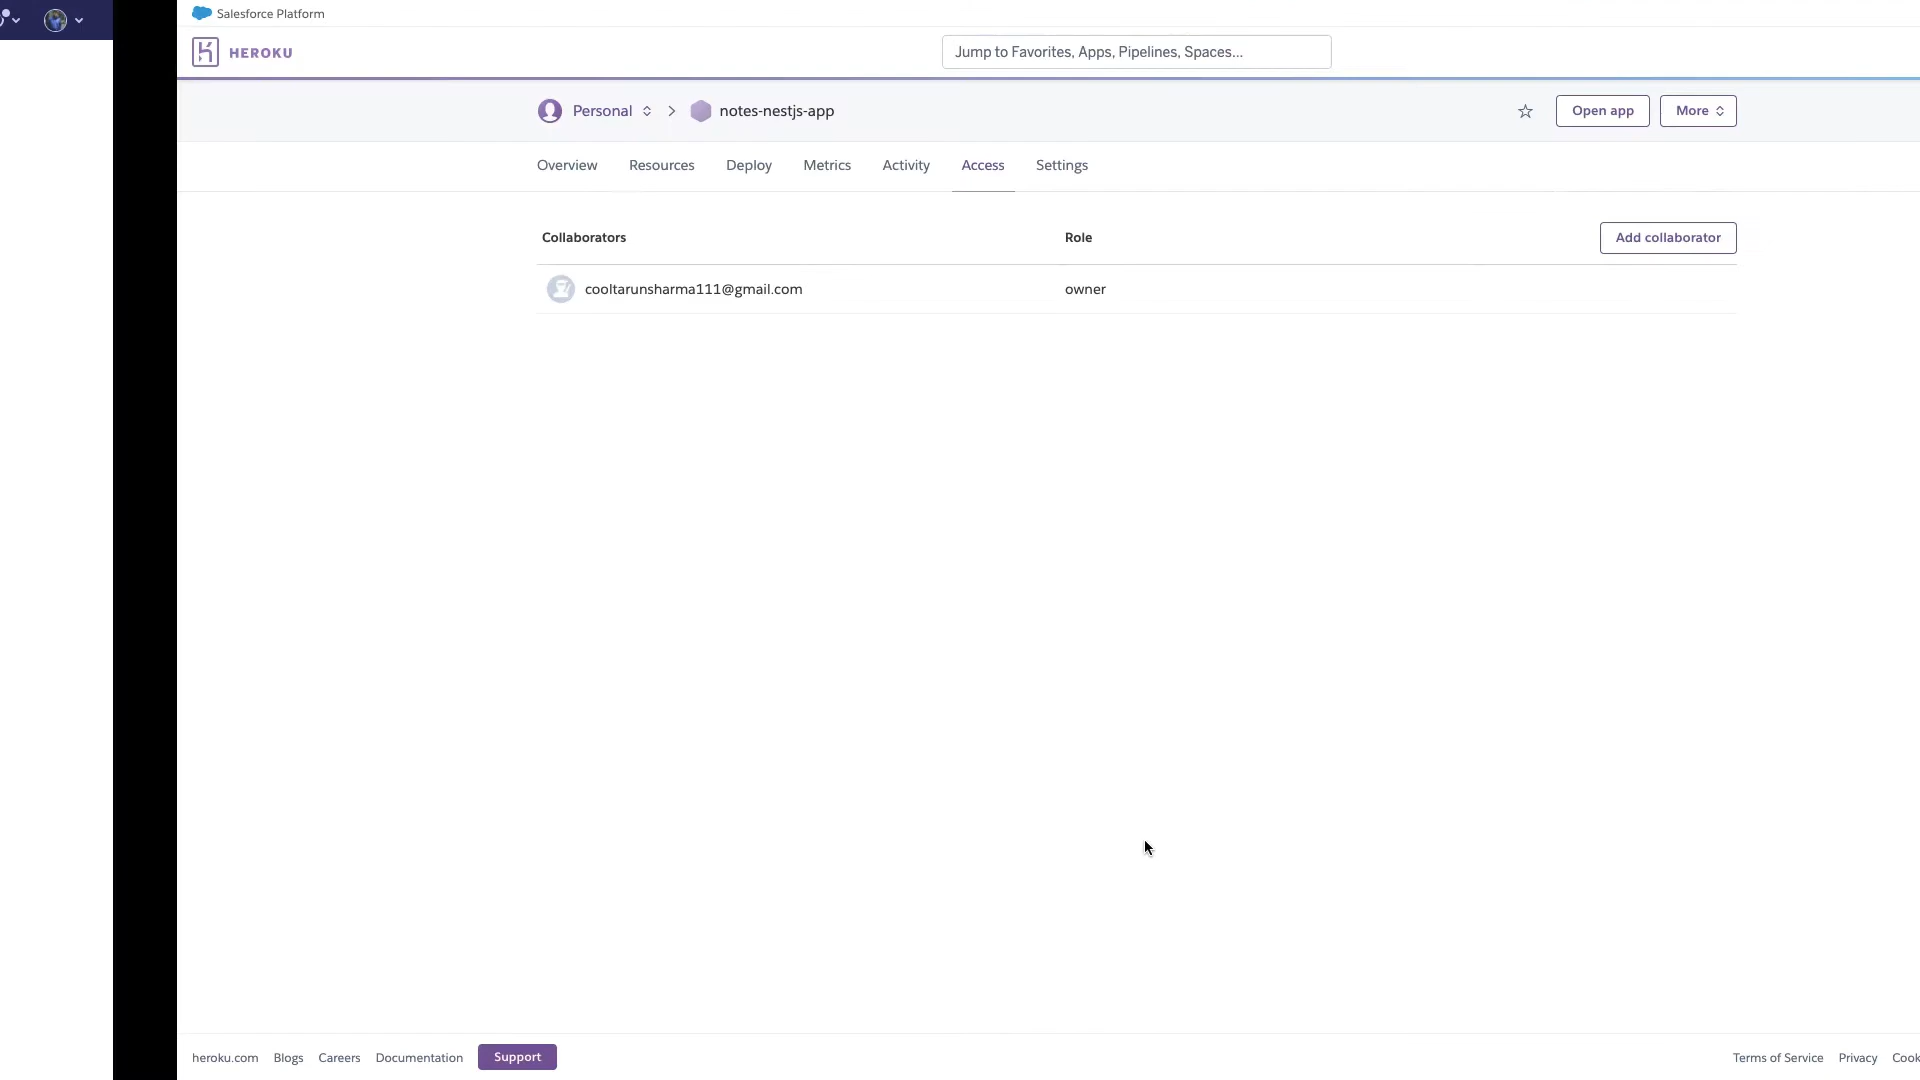 Salesforce Platform
HEROKU
Jump to Favorites, Apps, Pipelines, Spaces...
Personal
notes-nestjs-app
Open app
More
Overview
Resources
Deploy
Metrics
Activity
Access
Settings
Collaborators
Role
Add collaborator
cooltarunsharma111@gmail.com
owner
heroku.com
Blogs
Careers
Documentation
Support
Terms of Service
Privacy
Cook